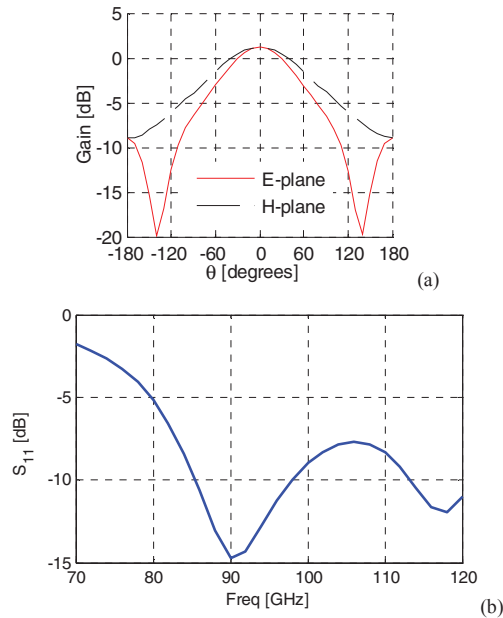 5
0
-5
-10
-15
-20
Gain [dB]
E-plane
H-plane
-180 -120 -60 0 60 120 180
θ [degrees]
(a)
0
-5
-10
-15
S11 [dB]
70 80 90 100 110 120
Freq [GHz]
(b)